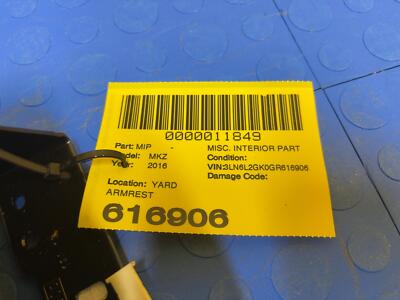 0000011849
Part: MIP - MISC. INTERIOR PART
Model: MKZ Condition:
Year: 2016 VIN:3LN6L2GK0GR616906
Damage Code:
Location: YARD
ARMREST
616906